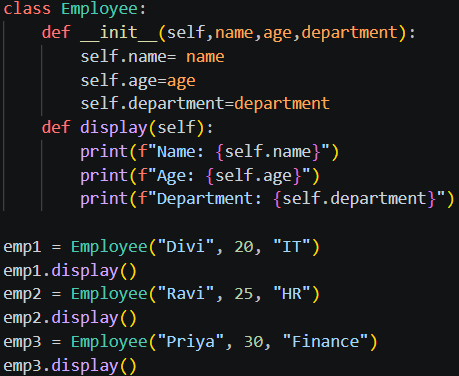 class Employee:
    def __init__(self,name,age,department):
        self.name= name
        self.age=age
        self.department=department
    def display(self):
        print(f"Name: {self.name}")
        print(f"Age: {self.age}")
        print(f"Department: {self.department}")

emp1 = Employee("Divi", 20, "IT")
emp1.display()
emp2 = Employee("Ravi", 25, "HR")
emp2.display()
emp3 = Employee("Priya", 30, "Finance")
emp3.display()